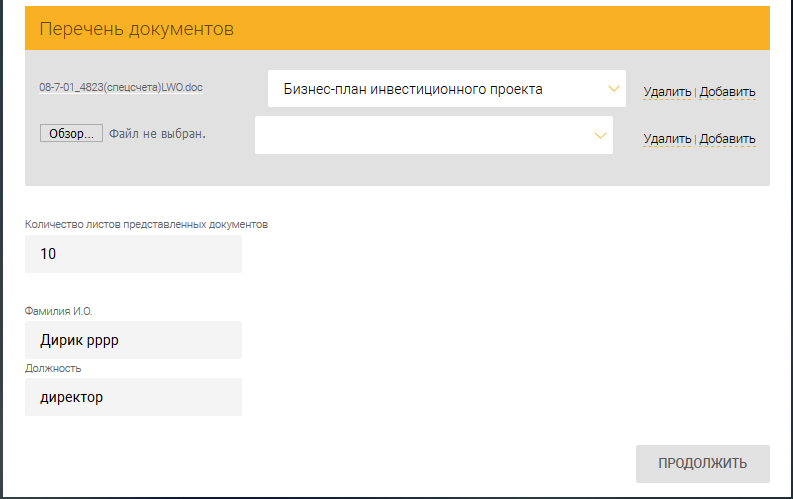 Перечень документов
08-7-01_4823(спецсчета)LWO.doc Бизнес-план инвестиционного проекта Удалить | Добавить
Обзор... Файл не выбран. Удалить | Добавить
Количество листов представленных документов
10
Фамилия И.О.
Дирик рррр
Должность
директор
ПРОДОЛЖИТЬ